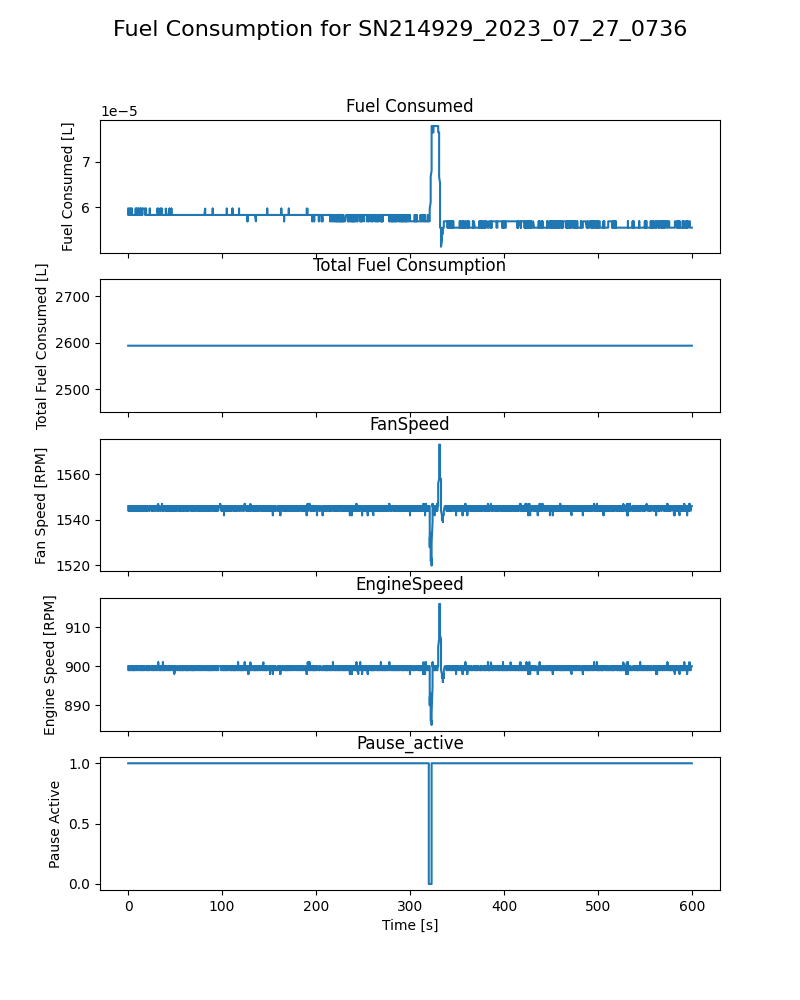 Fuel Consumption for SN214929_2023_07_27_0736
Fuel Consumed
1e−5
Fuel Consumed [L]
7
6
Total Fuel Consumption
Total Fuel Consumed [L]
2700
2600
2500
FanSpeed
Fan Speed [RPM]
1560
1540
1520
EngineSpeed
Engine Speed [RPM]
910
900
890
Pause_active
Pause Active
1.0
0.5
0.0
0 100 200 300 400 500 600
Time [s]